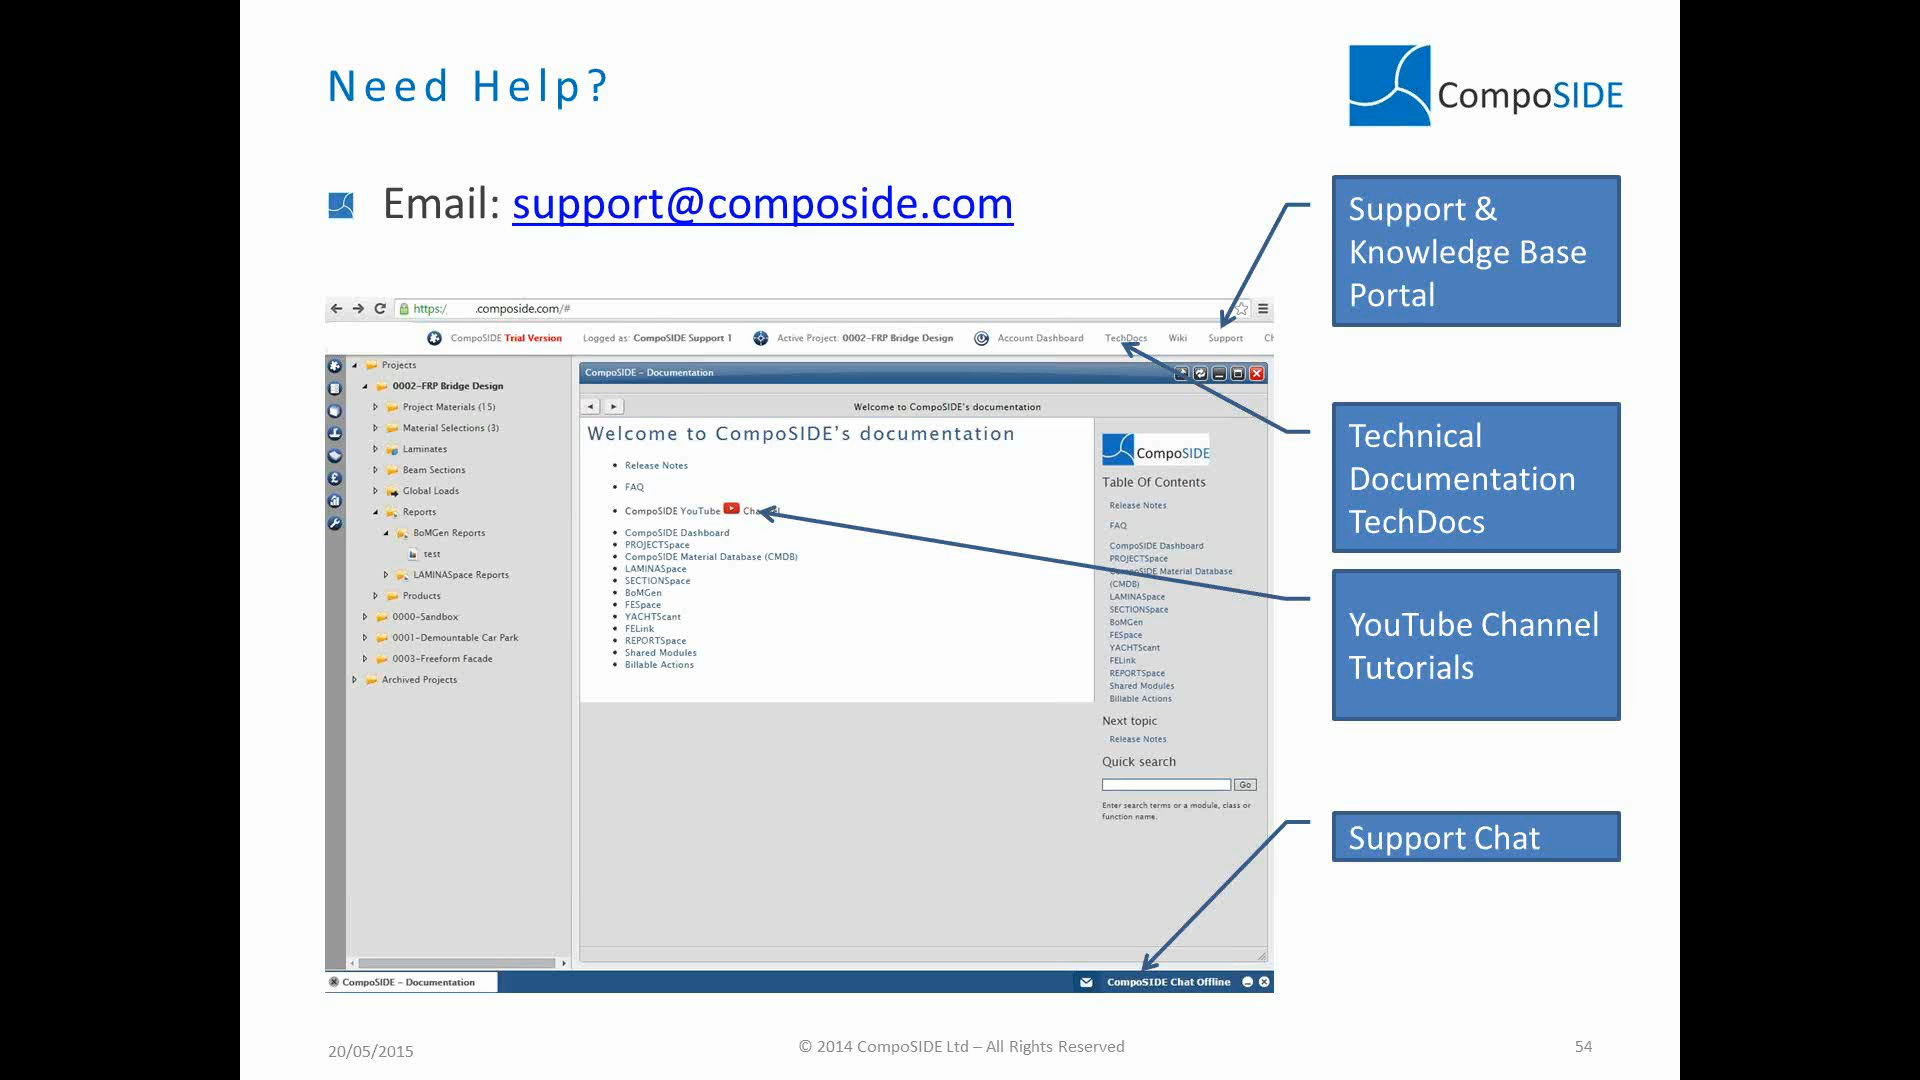 Need Help?
CompoSIDE
Email: support@composide.com
Support &
Knowledge Base
Portal
https:/ .composide.com/#
CompoSIDE Trial Version Logged as: CompoSIDE Support 1 Active Project: 0002-FRP Bridge Design Account Dashboard TechDocs Wiki Support Ch
Projects
0002-FRP Bridge Design
Project Materials (15)
Material Selections (3)
Laminates
Beam Sections
Global Loads
Reports
BoMGen Reports
test
LAMINASpace Reports
Products
0000-Sandbox
0001-Demountable Car Park
0003-Freeform Facade
Archived Projects
CompoSIDE - Documentation
Welcome to CompoSIDE's documentation
Welcome to CompoSIDE's documentation
Release Notes
FAQ
CompoSIDE YouTube Channel
CompoSIDE Dashboard
PROJECTSpace
CompoSIDE Material Database (CMDB)
LAMINASpace
SECTIONSpace
BoMGen
FESpace
YACHTScant
FELink
REPORTSpace
Shared Modules
Billable Actions
CompoSIDE
Table Of Contents
Release Notes
FAQ
CompoSIDE Dashboard
PROJECTSpace
CompoSIDE Material Database
(CMDB)
LAMINASpace
SECTIONSpace
BoMGen
FESpace
YACHTScant
FELink
REPORTSpace
Shared Modules
Billable Actions
Next topic
Release Notes
Quick search
Go
Enter search terms or a module, class or
function name.
Technical
Documentation
TechDocs
YouTube Channel
Tutorials
Support Chat
CompoSIDE - Documentation
CompoSIDE Chat Offline
20/05/2015
© 2014 CompoSIDE Ltd – All Rights Reserved
54